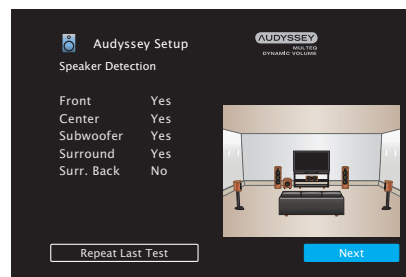 Audyssey Setup
AUDYSSEY
MULTEQ
DYNAMIC VOLUME
Speaker Detection
Front Yes
Center Yes
Subwoofer Yes
Surround Yes
Surr. Back No
Repeat Last Test
Next